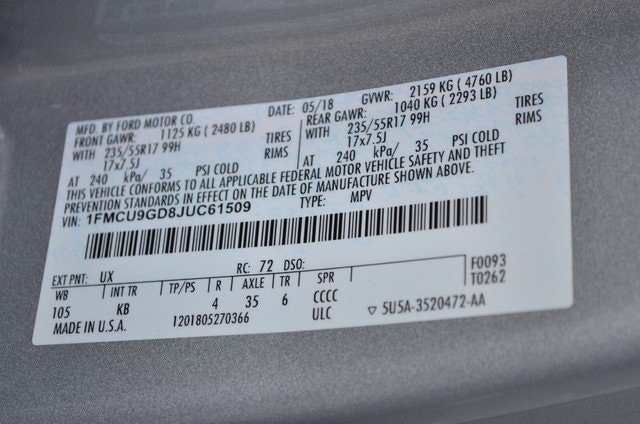 MFD. BY FORD MOTOR CO. DATE: 05/18 GVWR: 2159 KG ( 4760 LB)
FRONT GAWR: 1125 KG ( 2480 LB) REAR GAWR: 1040 KG ( 2293 LB)
WITH 235/55R17 99H TIRES WITH 235/55R17 99H TIRES
17x7.5J RIMS 17x7.5J RIMS
AT 240 kPa/ 35 PSI COLD AT 240 kPa/ 35 PSI COLD
THIS VEHICLE CONFORMS TO ALL APPLICABLE FEDERAL MOTOR VEHICLE SAFETY AND THEFT
PREVENTION STANDARDS IN EFFECT ON THE DATE OF MANUFACTURE SHOWN ABOVE.
VIN: 1FMCU9GD8JUC61509 TYPE: MPV
EXT PNT: UX RC: 72 DSO: F0093
WB INT TR TP/PS R AXLE TR SPR T0262
105 KB 4 35 6 CCCC
MADE IN U.S.A. 1201805270366 ULC ▽ 5U5A-3520472-AA